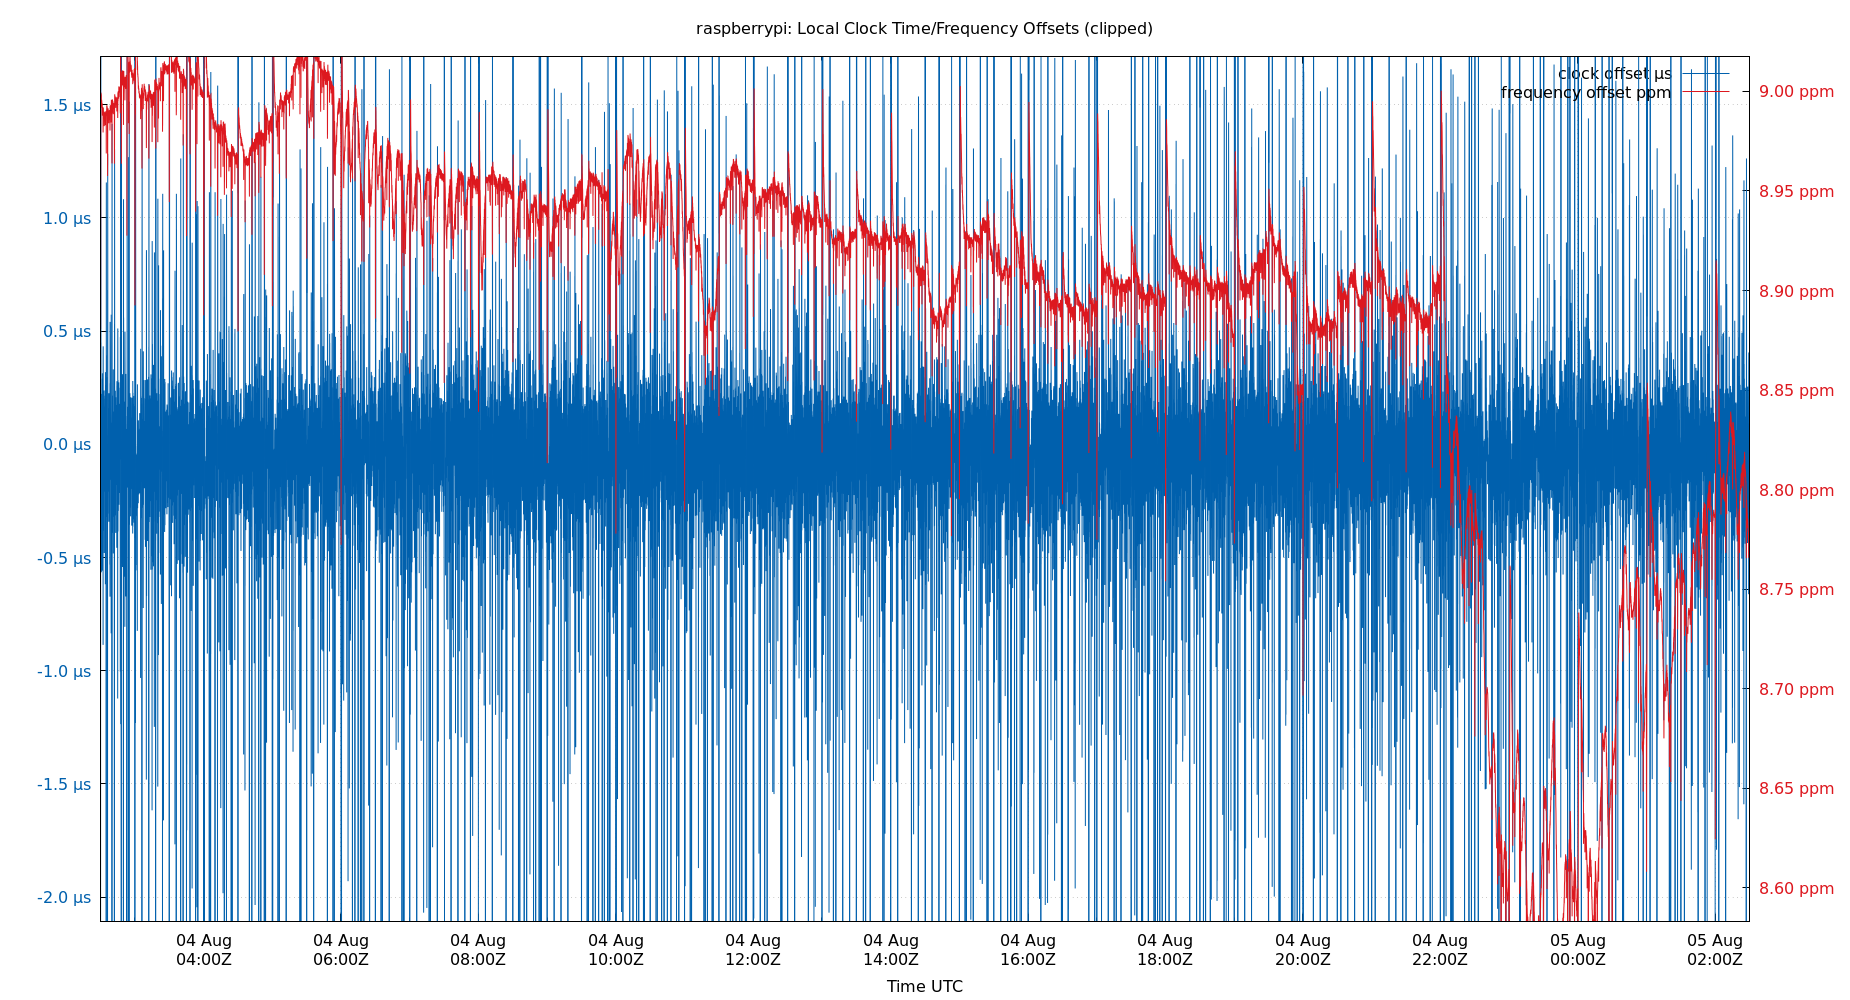 raspberrypi: Local Clock Time/Frequency Offsets (clipped)
clock offset µs
frequency offset ppm
1.5 µs
1.0 µs
0.5 µs
0.0 µs
-0.5 µs
-1.0 µs
-1.5 µs
-2.0 µs
9.00 ppm
8.95 ppm
8.90 ppm
8.85 ppm
8.80 ppm
8.75 ppm
8.70 ppm
8.65 ppm
8.60 ppm
04 Aug 04 Aug 04 Aug 04 Aug 04 Aug 04 Aug 04 Aug 04 Aug 04 Aug 04 Aug 05 Aug 05 Aug
04:00Z 06:00Z 08:00Z 10:00Z 12:00Z 14:00Z 16:00Z 18:00Z 20:00Z 22:00Z 00:00Z 02:00Z
Time UTC